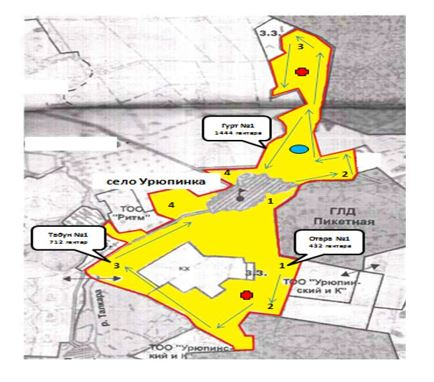 З.З.
3
Гурт №1
1444 гектара
4
2
село Урюпинка
1
4
ТОО
"Ритм"
ГЛД
Пикетная
Табун №1
712 гектар
Отара №1
432 гектара
3
КХ
З.З.
1
ТОО "Урюпин-
ский и К"
2
ТОО "Урюпинс-
кий и К"